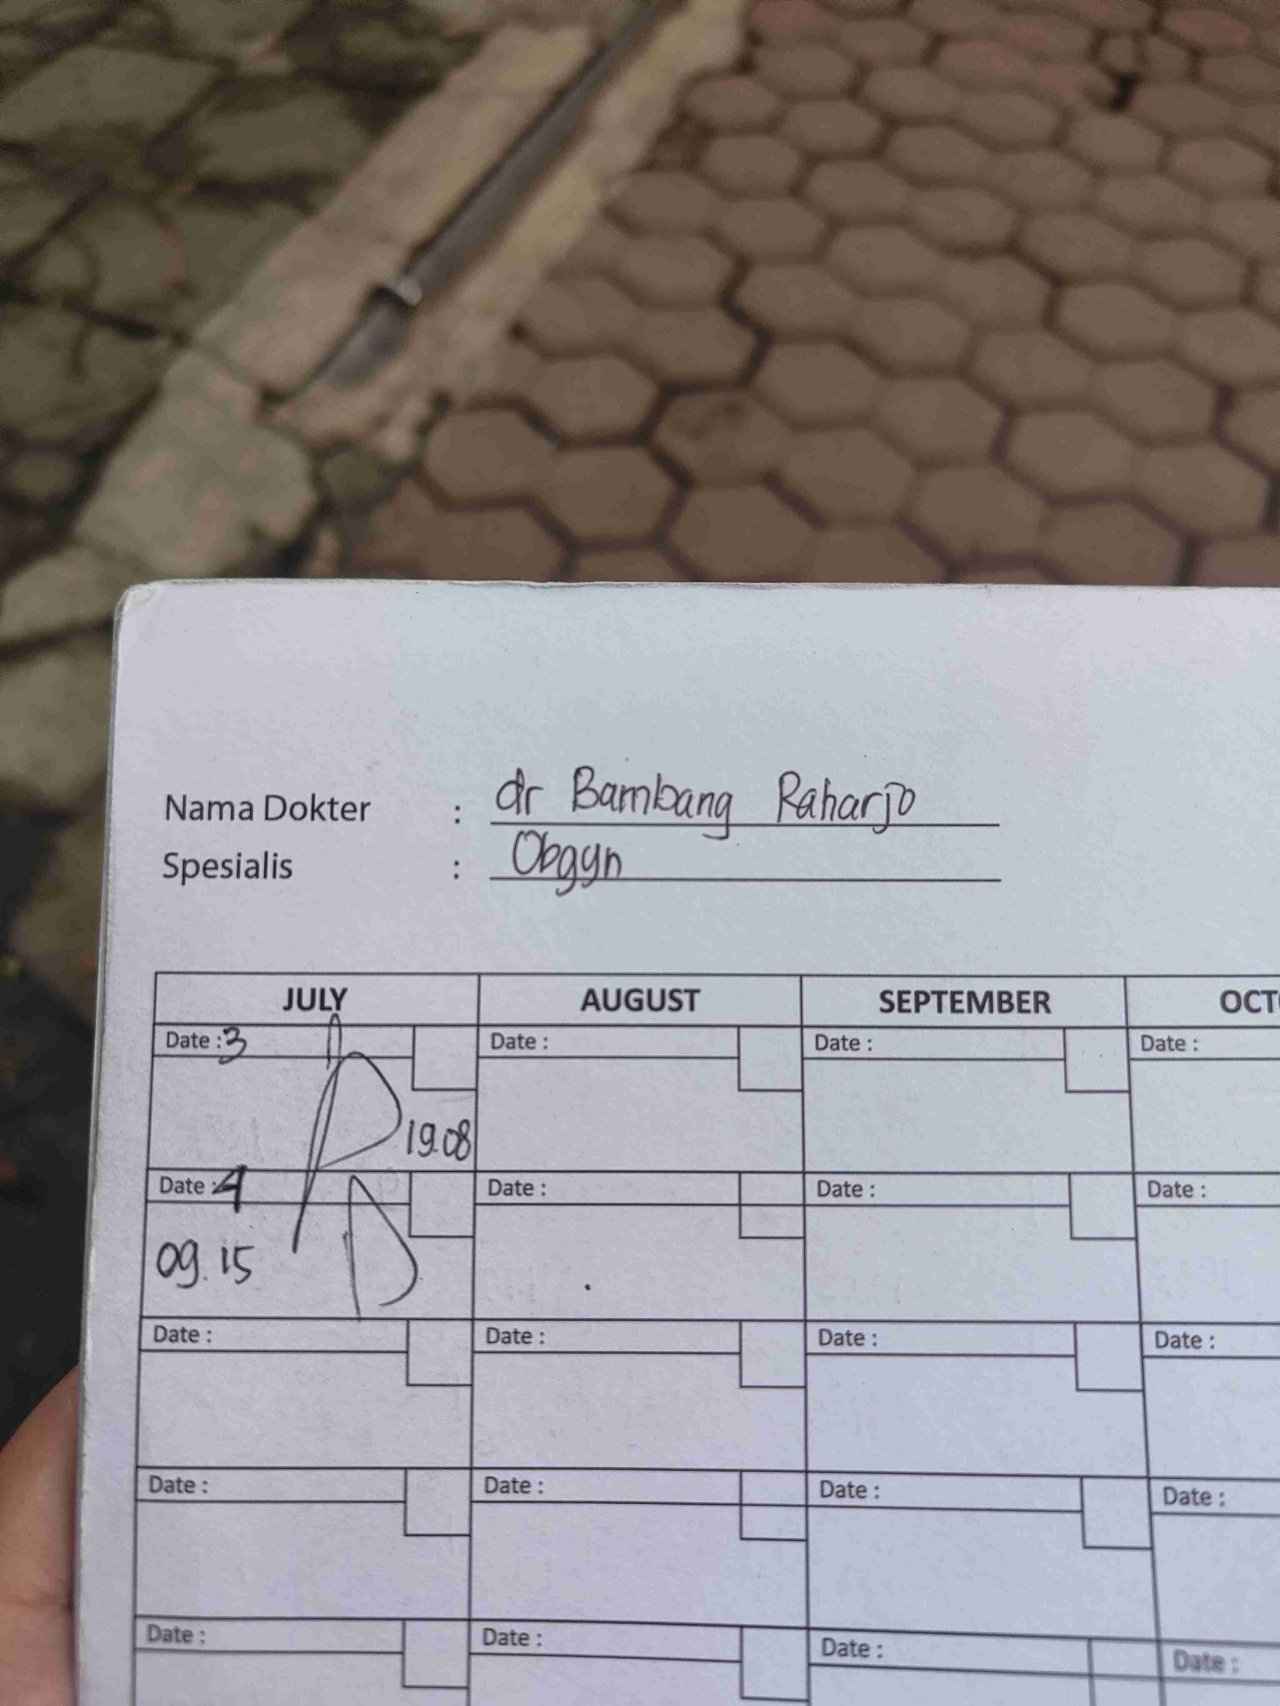 Nama Dokter : dr Bambang Raharjo
Spesialis : Obgyn
JULY AUGUST SEPTEMBER OCT
Date : 3 Date : Date : Date :
19.08
Date : 4 Date : Date : Date :
09.15
Date : Date : Date : Date :
Date : Date : Date : Date :
Date : Date : Date : Date :